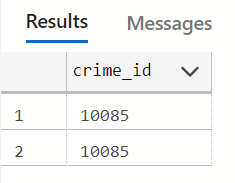 Results Messages
crime_id
1 10085
2 10085